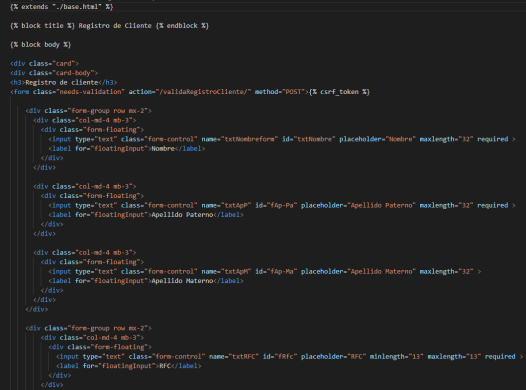 {% extends "./base.html" %}
{% block title %} Registro de Cliente {% endblock %}
{% block body %}
<div class="card">
<div class="card-body">
<h3>Registro de cliente</h3>
<form class="needs-validation" action="/validaRegistroCliente/" method="POST">{% csrf_token %}
<div class="form-group row mx-2">
<div class="col-md-4 mb-3">
<div class="form-floating">
<input type="text" class="form-control" name="txtNombreform" id="txtNombre" placeholder="Nombre" maxlength="32" required >
<label for="floatingInput">Nombre</label>
</div>
</div>
<div class="col-md-4 mb-3">
<div class="form-floating">
<input type="text" class="form-control" name="txtApP" id="fAp-Pa" placeholder="Apellido Paterno" maxlength="32" required >
<label for="floatingInput">Apellido Paterno</label>
</div>
</div>
<div class="col-md-4 mb-3">
<div class="form-floating">
<input type="text" class="form-control" name="txtApM" id="fAp-Ma" placeholder="Apellido Materno" maxlength="32" >
<label for="floatingInput">Apellido Materno</label>
</div>
</div>
</div>
<div class="form-group row mx-2">
<div class="col-md-4 mb-3">
<div class="form-floating">
<input type="text" class="form-control" name="txtRFC" id="fRfc" placeholder="RFC" minlength="13" maxlength="13" required >
<label for="floatingInput">RFC</label>
</div>
</div>